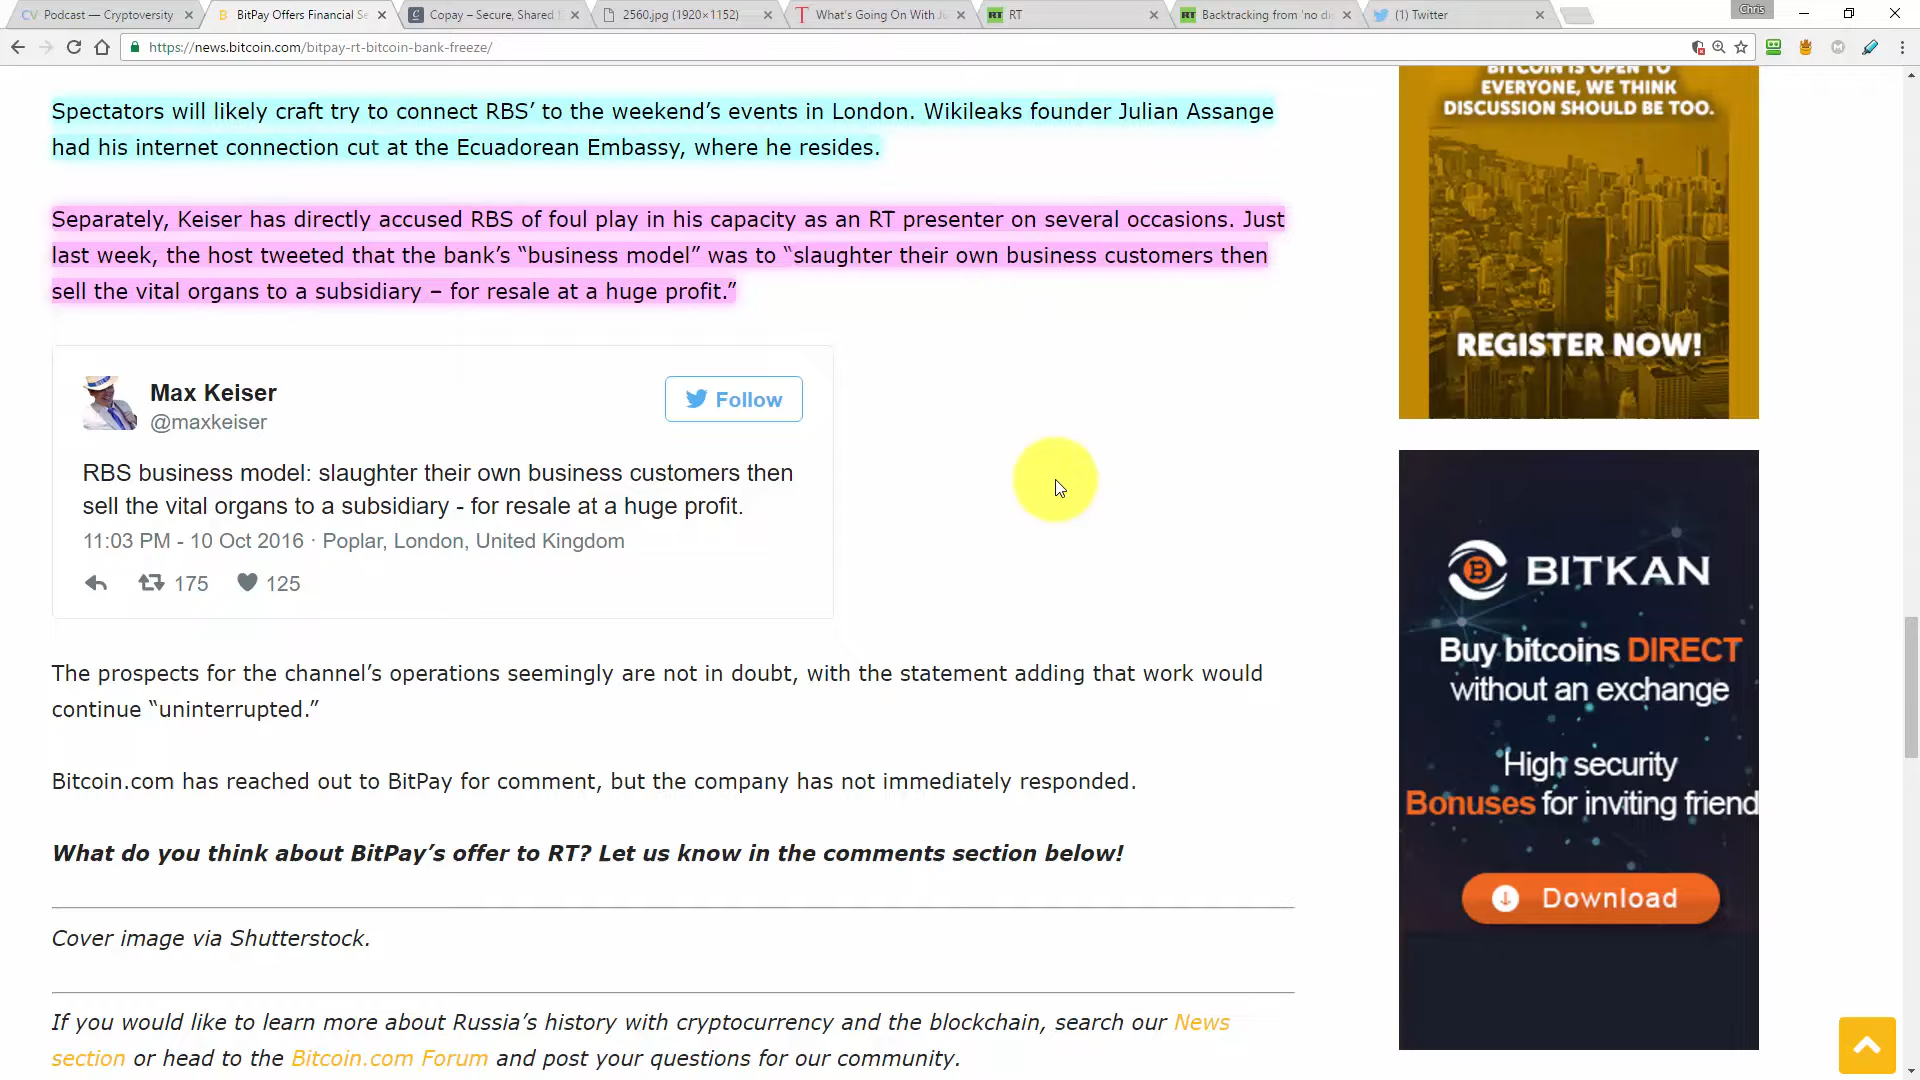 Podcast — Cryptoversity
BitPay Offers Financial Se
Copay – Secure, Shared
2560.jpg (1920×1152)
What's Going On With J
RT
Backtracking from 'no di
(1) Twitter
Chris
https://news.bitcoin.com/bitpay-rt-bitcoin-bank-freeze/
Spectators will likely craft try to connect RBS’ to the weekend’s events in London. Wikileaks founder Julian Assange
had his internet connection cut at the Ecuadorean Embassy, where he resides.
Separately, Keiser has directly accused RBS of foul play in his capacity as an RT presenter on several occasions. Just
last week, the host tweeted that the bank’s “business model” was to “slaughter their own business customers then
sell the vital organs to a subsidiary – for resale at a huge profit.”
Max Keiser
@maxkeiser
Follow
RBS business model: slaughter their own business customers then
sell the vital organs to a subsidiary - for resale at a huge profit.
11:03 PM - 10 Oct 2016 · Poplar, London, United Kingdom
175 125
The prospects for the channel’s operations seemingly are not in doubt, with the statement adding that work would
continue “uninterrupted.”
Bitcoin.com has reached out to BitPay for comment, but the company has not immediately responded.
What do you think about BitPay’s offer to RT? Let us know in the comments section below!
Cover image via Shutterstock.
If you would like to learn more about Russia’s history with cryptocurrency and the blockchain, search our News
section or head to the Bitcoin.com Forum and post your questions for our community.
BITCOIN IS OPEN TO
EVERYONE, WE THINK
DISCUSSION SHOULD BE TOO.
REGISTER NOW!
BITKAN
Buy bitcoins DIRECT
without an exchange
High security
Bonuses for inviting friend
Download